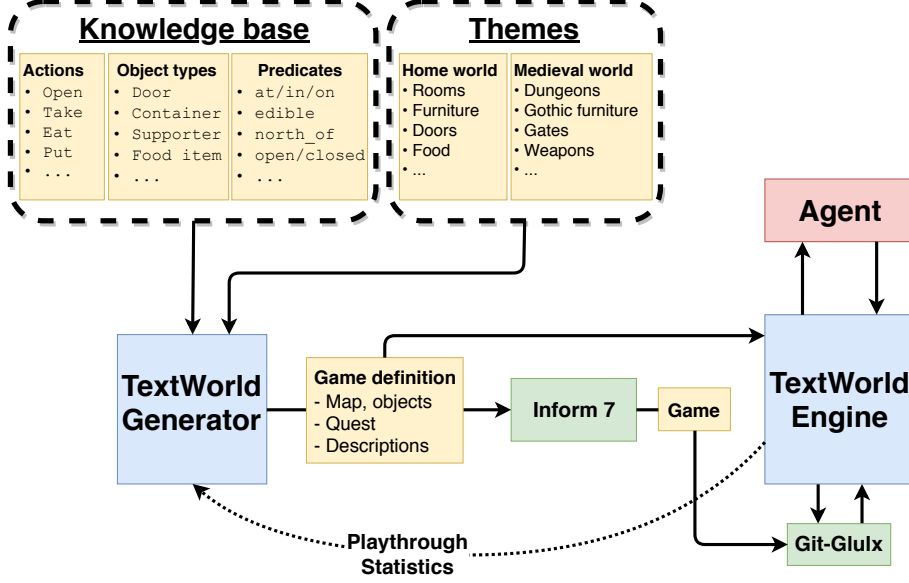 Knowledge base
Actions
• Open
• Take
• Eat
• Put
• ...
Object types
• Door
• Container
• Supporter
• Food item
• ...
Predicates
• at/in/on
• edible
• north_of
• open/closed
• ...
Themes
Home world
• Rooms
• Furniture
• Doors
• Food
• ...
Medieval world
• Dungeons
• Gothic furniture
• Gates
• Weapons
• ...
Agent
TextWorld
Generator
Game definition
- Map, objects
- Quest
- Descriptions
Inform 7
Game
TextWorld
Engine
Playthrough
Statistics
Git-Glulx